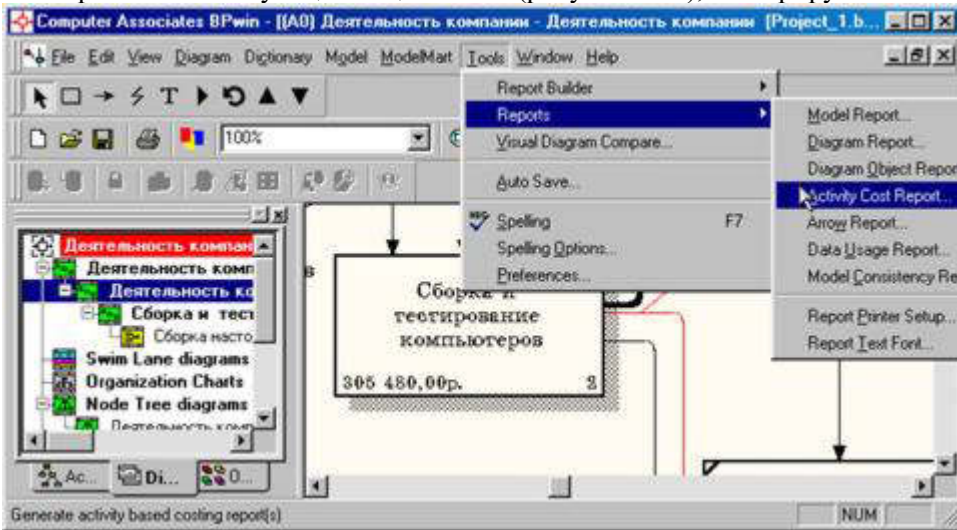 Computer Associates BPwin - [(A0) Деятельность компании - Деятельность компании (Project_1.b...
File Edit View Diagram Dictionary Model ModelMart Tools Window Help
Report Builder
Reports
Visual Diagram Compare...
Auto Save...
Spelling F7
Spelling Options...
Preferences...
Model Report...
Diagram Report...
Diagram Object Repor
Activity Cost Report...
Arrow Report...
Data Usage Report...
Model Consistency Re
Report Printer Setup...
Report Text Font...
100%
Деятельность компан
Деятельность комп
Деятельность ко
Сборка и тест
Сборка насто
Swim Lane diagrams
Organization Charts
Node Tree diagrams
Деятельность комп
Ac... Di... O...
Сборка и
тестирование
компьютеров
305 480,00р. 2
Generate activity based costing report(s)
NUM